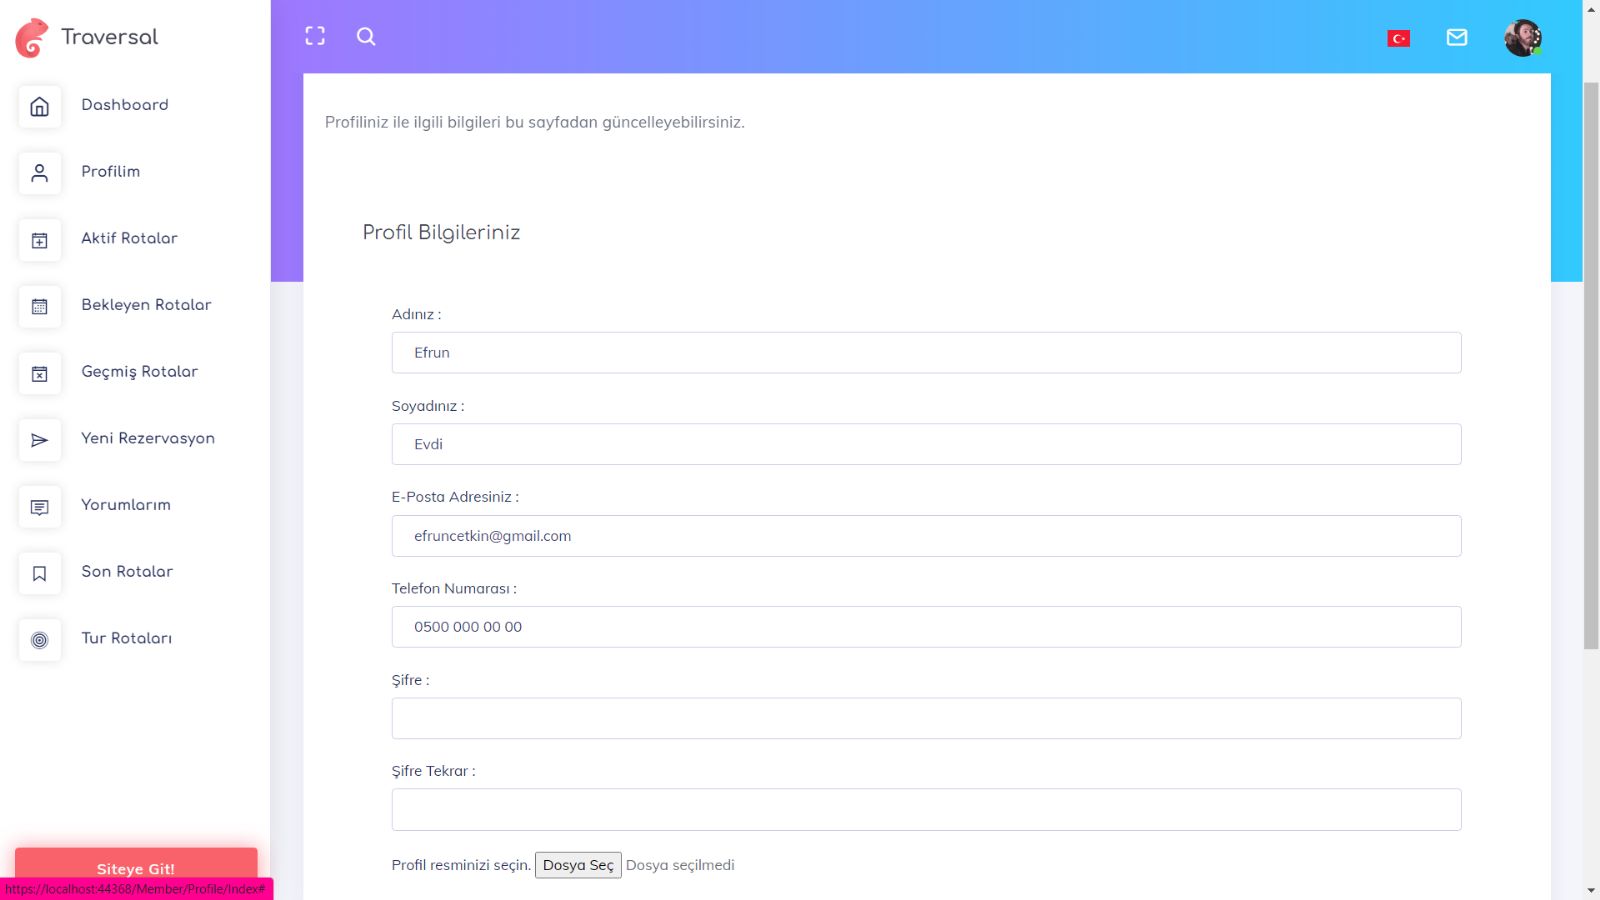 Traversal
Dashboard
Profilim
Aktif Rotalar
Bekleyen Rotalar
Geçmiş Rotalar
Yeni Rezervasyon
Yorumlarım
Son Rotalar
Tur Rotaları
Siteye Git!
https://localhost:44368/Member/Profile/Index#
Profiliniz ile ilgili bilgileri bu sayfadan güncelleyebilirsiniz.
Profil Bilgileriniz
Adınız :
Efrun
Soyadınız :
Evdi
E-Posta Adresiniz :
efruncetkin@gmail.com
Telefon Numarası :
0500 000 00 00
Şifre :
Şifre Tekrar :
Profil resminizi seçin. Dosya Seç Dosya seçilmedi